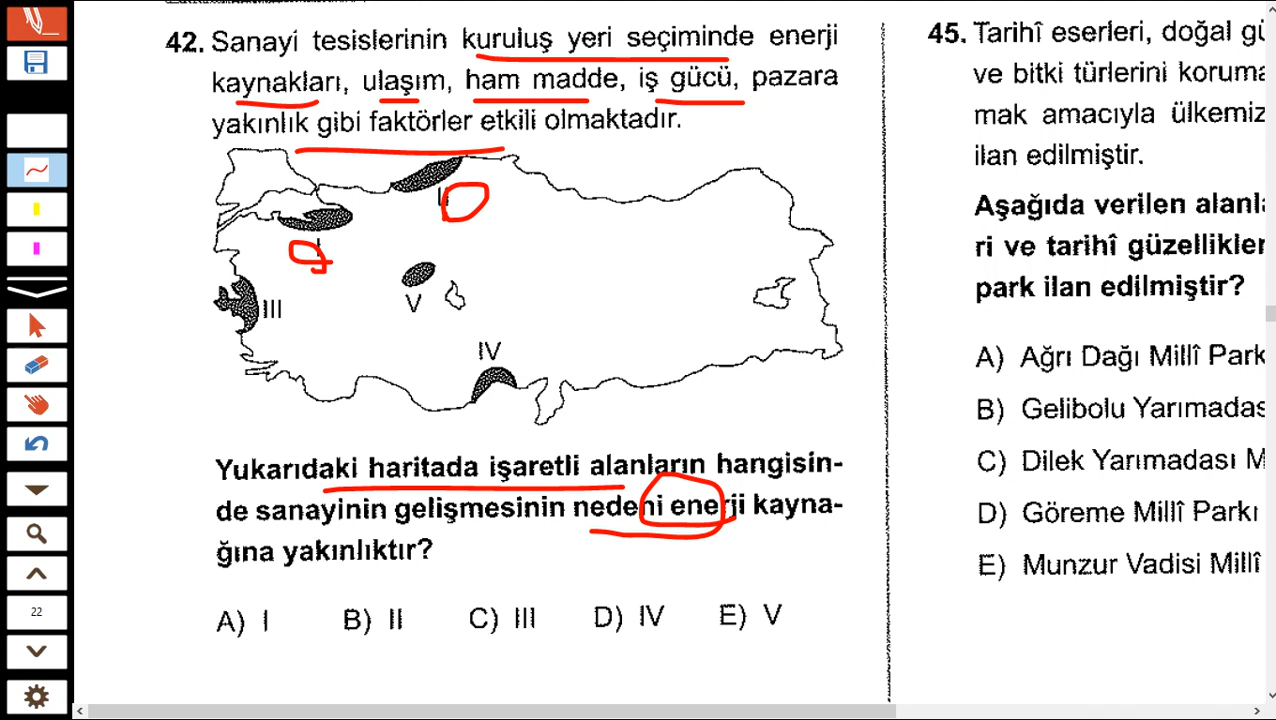 42. Sanayi tesislerinin kuruluş yeri seçiminde enerji
kaynakları, ulaşım, ham madde, iş gücü, pazara
yakınlık gibi faktörler etkili olmaktadır.
II
I
III
V
IV
Yukarıdaki haritada işaretli alanların hangisin-
de sanayinin gelişmesinin nedeni enerji kayna-
ğına yakınlıktır?
A) I B) II C) III D) IV E) V
45. Tarihî eserleri, doğal gü
ve bitki türlerini koruma
mak amacıyla ülkemiz
ilan edilmiştir.
Aşağıda verilen alanla
ri ve tarihî güzellikler
park ilan edilmiştir?
A) Ağrı Dağı Millî Park
B) Gelibolu Yarımadas
C) Dilek Yarımadası M
D) Göreme Millî Parkı
E) Munzur Vadisi Millî
22